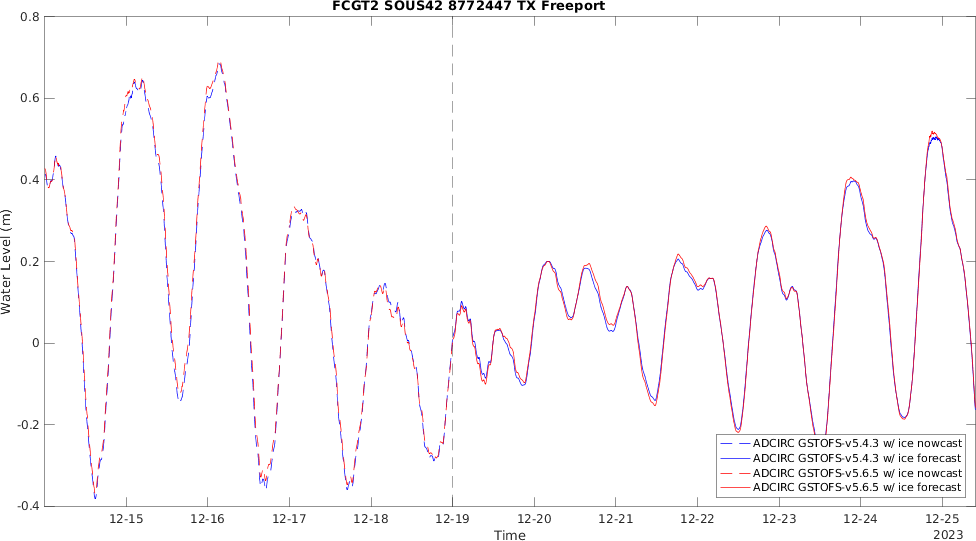 FCGT2 SOUS42 8772447 TX Freeport
0.8
0.6
0.4
0.2
0
-0.2
-0.4
Water Level (m)
ADCIRC GSTOFS-v5.4.3 w/ ice nowcast
ADCIRC GSTOFS-v5.4.3 w/ ice forecast
ADCIRC GSTOFS-v5.6.5 w/ ice nowcast
ADCIRC GSTOFS-v5.6.5 w/ ice forecast
12-15 12-16 12-17 12-18 12-19 12-20 12-21 12-22 12-23 12-24 12-25
Time
2023